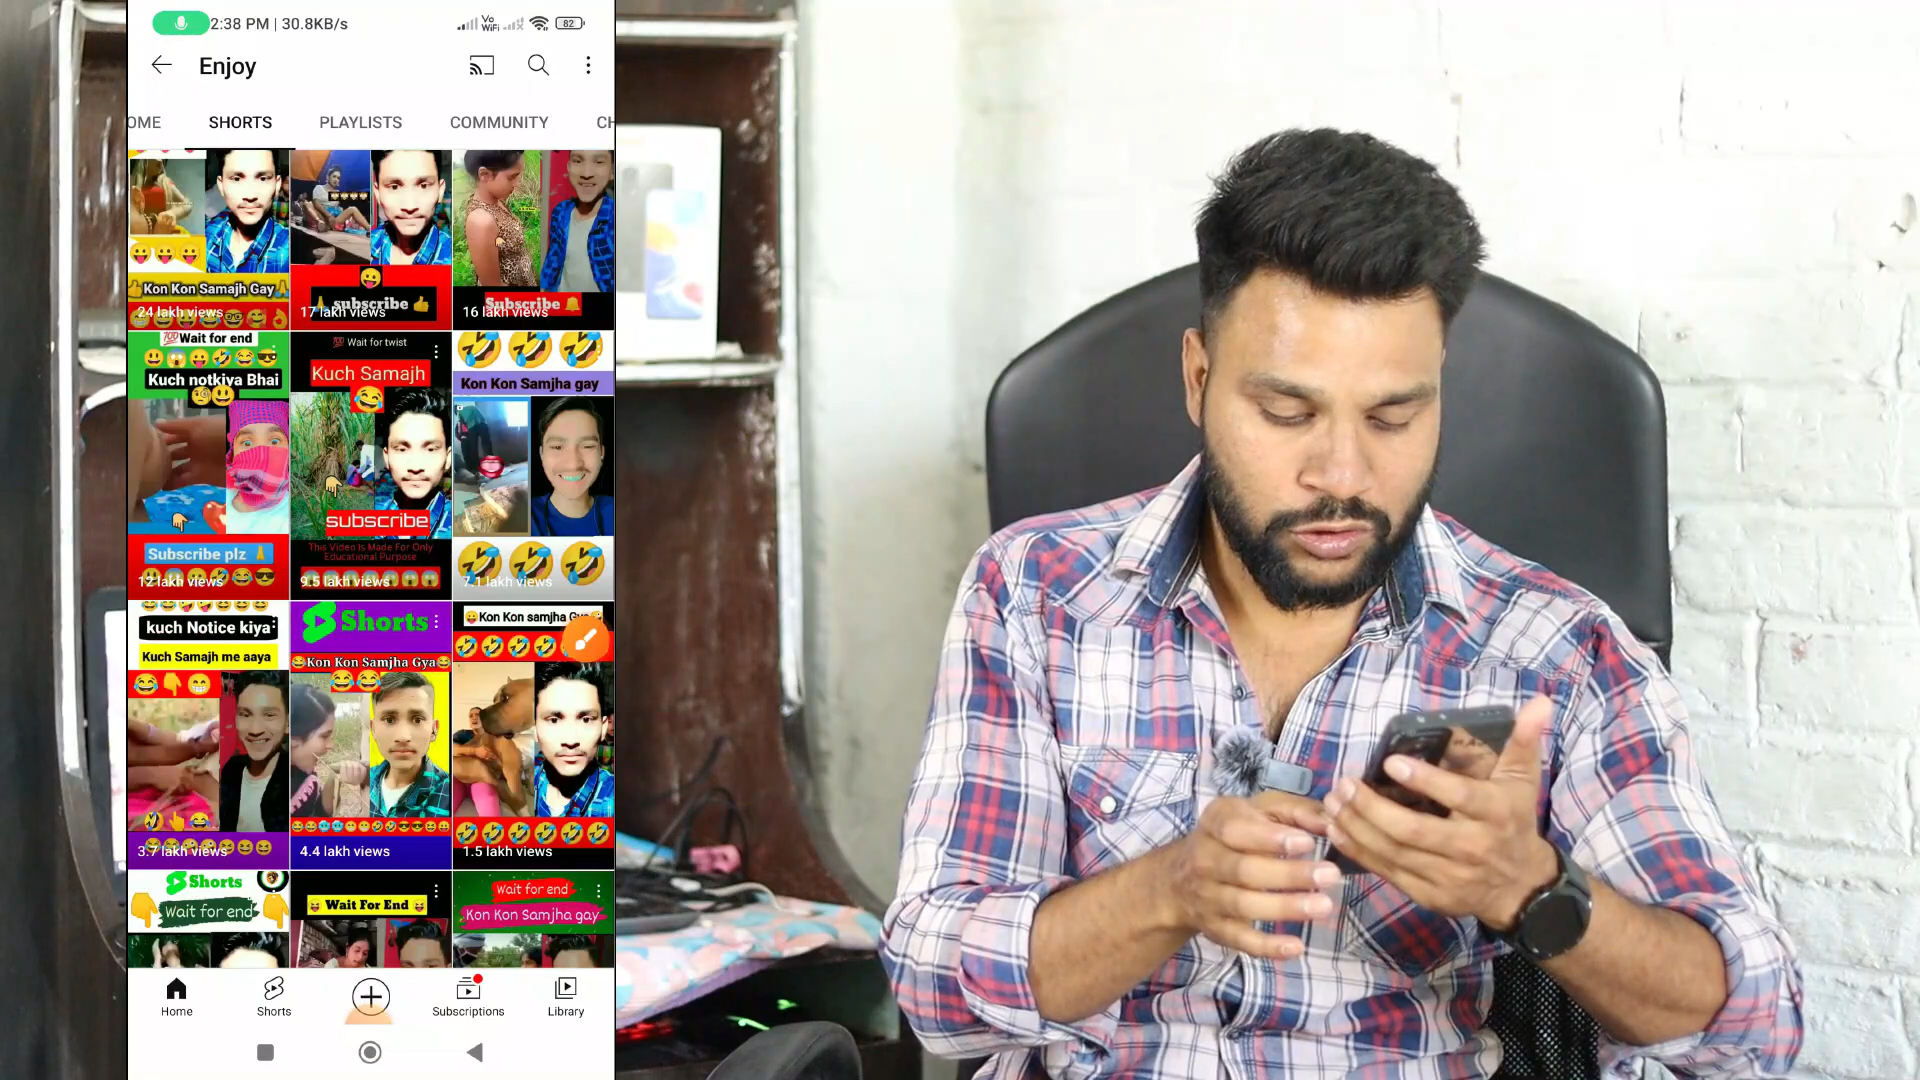 2:38 PM | 30.8KB/s
Vo
WiFi
82
Enjoy
OME
SHORTS
PLAYLISTS
COMMUNITY
CH
Kon Kon Samajh Gay
24 lakh views
subscribe
17 lakh views
Subscribe
16 lakh views
💯Wait for end
Kuch notkiya Bhai
Subscribe plz
12 lakh views
💯 Wait for twist
Kuch Samajh
subscribe
This Video Is Made For Only
Educational Purpose
9.5 lakh views
Kon Kon Samjha gay
7.1 lakh views
kuch Notice kiya
Kuch Samajh me aaya
3.7 lakh views
Shorts
Kon Kon Samjha Gya
4.4 lakh views
Kon Kon samjha
1.5 lakh views
Shorts
Wait for end
Wait For End
Wait for end
Kon Kon Samjha gay
Home
Shorts
Subscriptions
Library